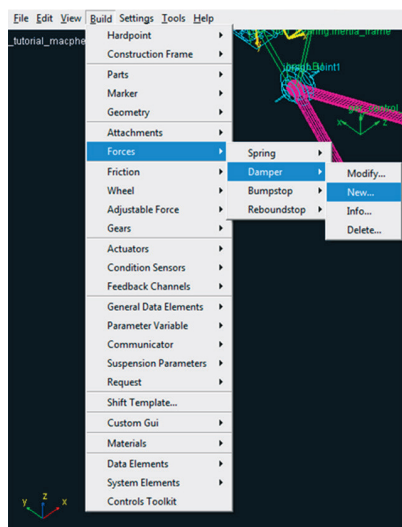 File Edit View Build Settings Tools Help
_tutorial_macphe
Hardpoint
Construction Frame
Parts
Marker
Geometry
Attachments
Forces
Friction
Wheel
Adjustable Force
Gears
Actuators
Condition Sensors
Feedback Channels
General Data Elements
Parameter Variable
Communicator
Suspension Parameters
Request
Shift Template...
Custom Gui
Materials
Data Elements
System Elements
Controls Toolkit
Spring
Damper
Bumpstop
Reboundstop
Modify...
New...
Info...
Delete...
y z x